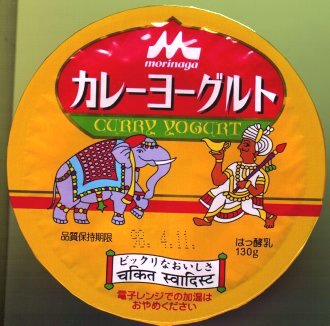 morinaga
カレーヨーグルト
CURRY YOGURT
品質保持期限 98.4.11.
はっ酵乳
130g
ビックリなおいしさ
चकित स्वादिस्ट
電子レンジでの加温は
おやめください